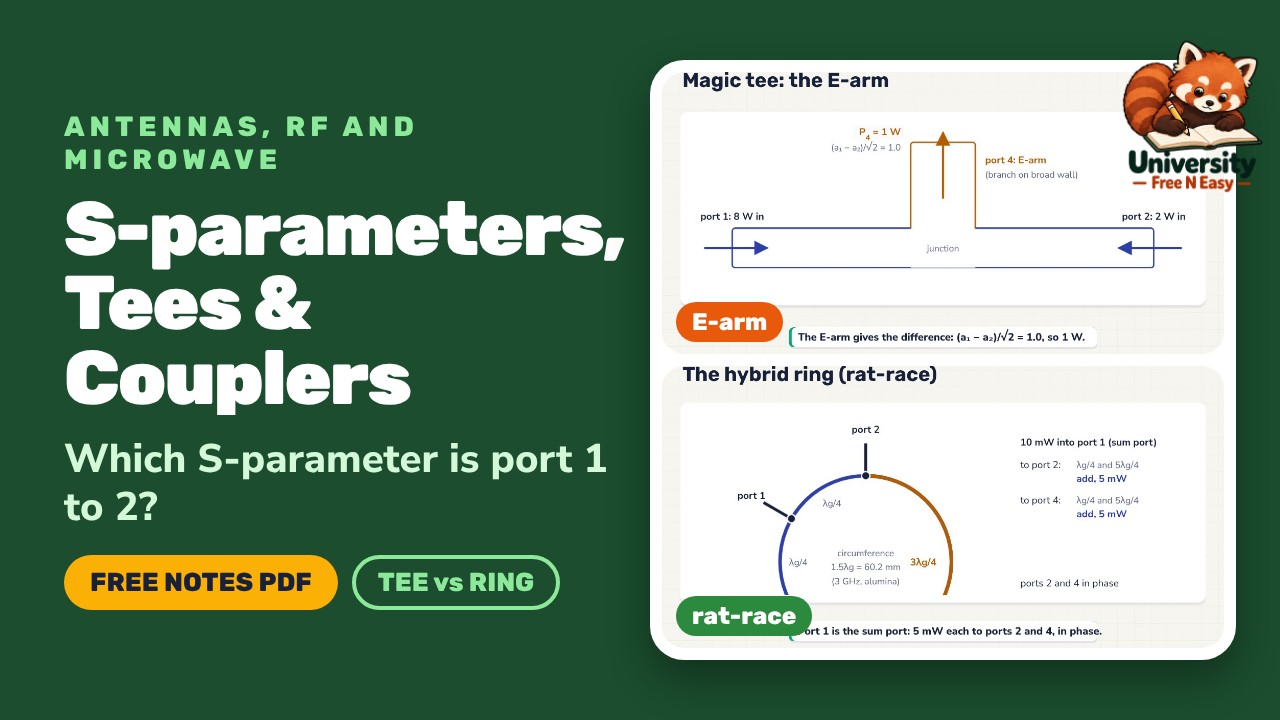 ANTENNAS, RF AND
MICROWAVE
S-parameters,
Tees &
Couplers
Which S-parameter is port 1
to 2?
FREE NOTES PDF
TEE vs RING
Magic tee: the E-arm
P₄ = 1 W
(a₁ − a₂)/√2 = 1.0
port 4: E-arm
(branch on broad wall)
port 1: 8 W in
port 2: 2 W in
junction
E-arm
The E-arm gives the difference: (a₁ − a₂)/√2 = 1.0, so 1 W.
The hybrid ring (rat-race)
port 2
10 mW into port 1 (sum port)
to port 2:
λg/4 and 5λg/4
add, 5 mW
port 1
λg/4
to port 4:
λg/4 and 5λg/4
add, 5 mW
λg/4
circumference
1.5λg = 60.2 mm
(3 GHz, alumina)
3λg/4
ports 2 and 4 in phase
rat-race
ort 1 is the sum port: 5 mW each to ports 2 and 4, in phase.
University
Free N Easy